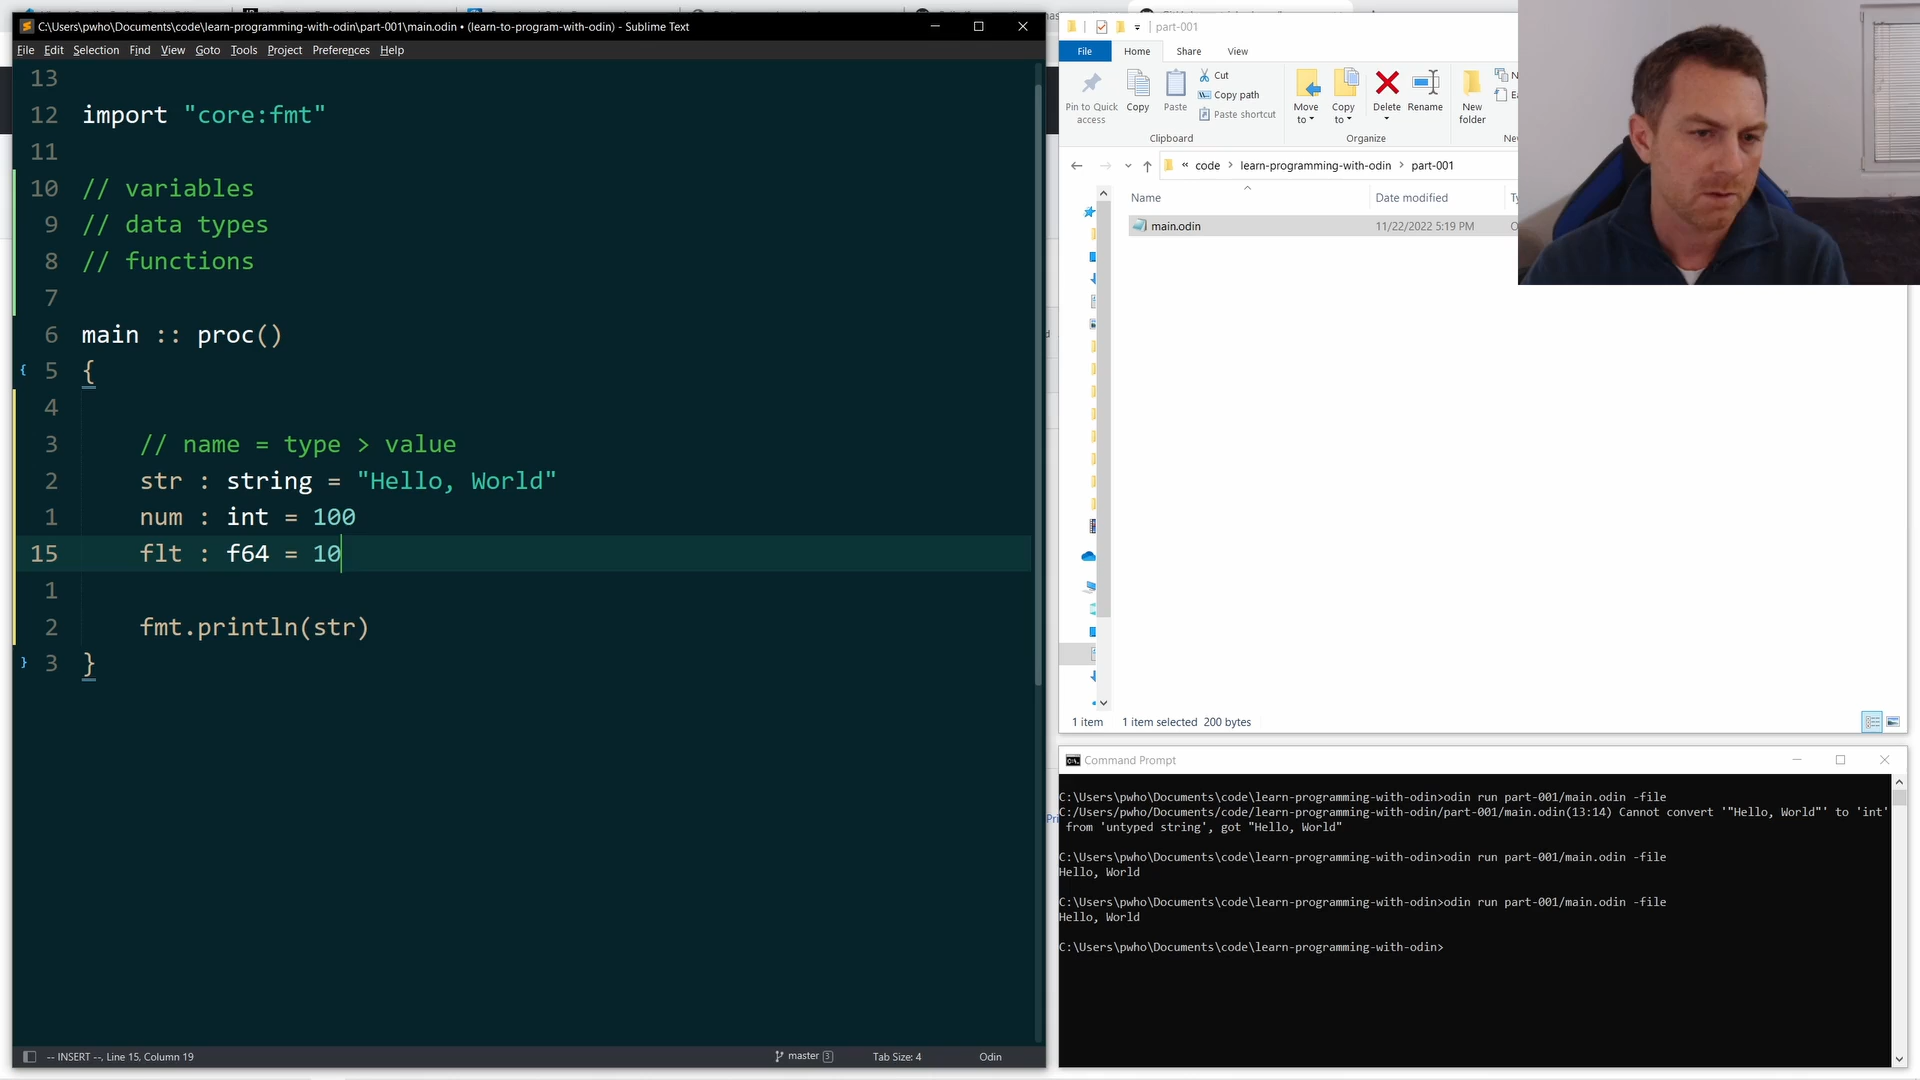 C:\Users\pwho\Documents\code\learn-programming-with-odin\part-001\main.odin • (learn-to-program-with-odin) - Sublime Text
File Edit Selection Find View Goto Tools Project Preferences Help
13
12 import "core:fmt"
11
10 // variables
9 // data types
8 // functions
7
6 main :: proc()
{ 5 {
4
3 // name = type > value
2 str : string = "Hello, World"
1 num : int = 100
15 flt : f64 = 10
1
2 fmt.println(str)
} 3 }
-- INSERT --, Line 15, Column 19 master 3 Tab Size: 4 Odin
part-001
File Home Share View
Pin to Quick access
Copy
Paste
Cut
Copy path
Paste shortcut
Clipboard
Move to
Copy to
Delete
Rename
Organize
New folder
« code > learn-programming-with-odin > part-001
Name Date modified
main.odin 11/22/2022 5:19 PM
1 item 1 item selected 200 bytes
Command Prompt
C:\Users\pwho\Documents\code\learn-programming-with-odin>odin run part-001/main.odin -file
C:/Users/pwho/Documents/code/learn-programming-with-odin/part-001/main.odin(13:14) Cannot convert '"Hello, World"' to 'int'
from 'untyped string', got "Hello, World"
C:\Users\pwho\Documents\code\learn-programming-with-odin>odin run part-001/main.odin -file
Hello, World
C:\Users\pwho\Documents\code\learn-programming-with-odin>odin run part-001/main.odin -file
Hello, World
C:\Users\pwho\Documents\code\learn-programming-with-odin>